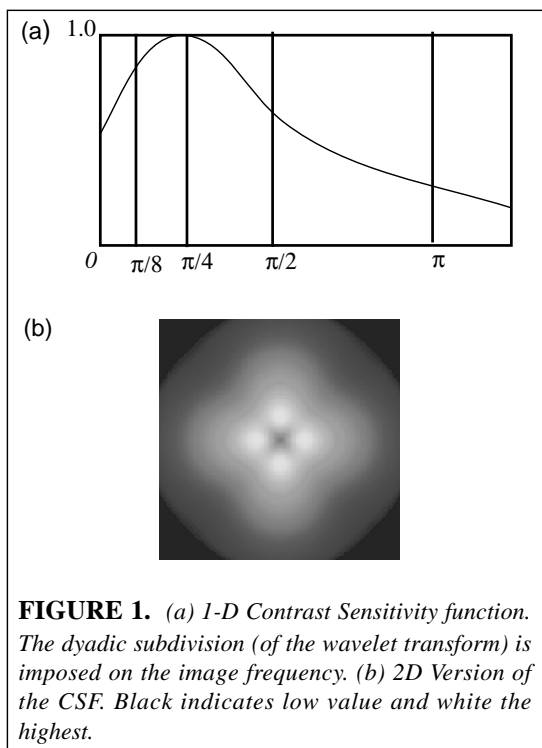 (a)
1.0
0 π/8 π/4 π/2 π
(b)
FIGURE 1. (a) 1-D Contrast Sensitivity function.
The dyadic subdivision (of the wavelet transform) is
imposed on the image frequency. (b) 2D Version of
the CSF. Black indicates low value and white the
highest.